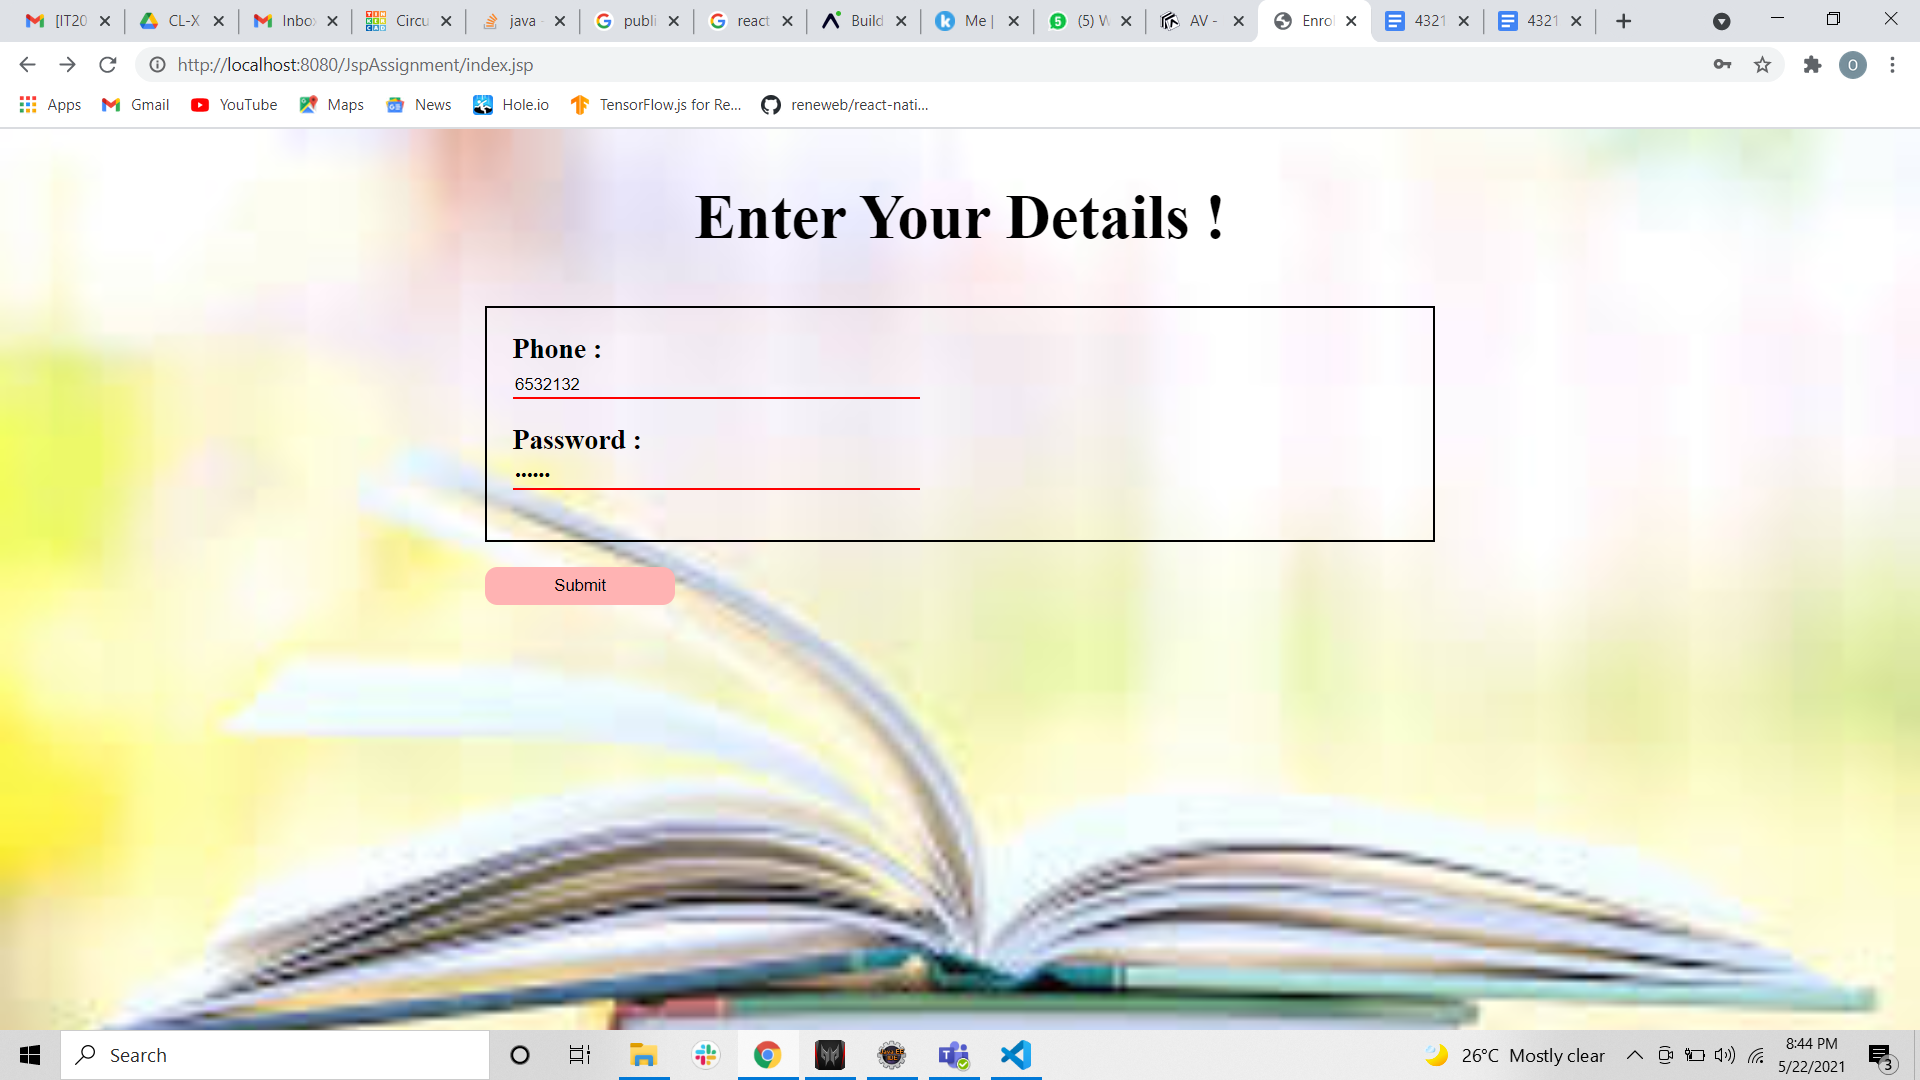 [IT20 CL-X Inbo Circu java publi react Build Me | (5) W AV - Enro 4321 4321
http://localhost:8080/JspAssignment/index.jsp O
Apps Gmail YouTube Maps News Hole.io TensorFlow.js for Re... reneweb/react-nati...
Enter Your Details !
Phone :
6532132
Password :
••••••
Submit
Search
26°C Mostly clear
8:44 PM
5/22/2021
3